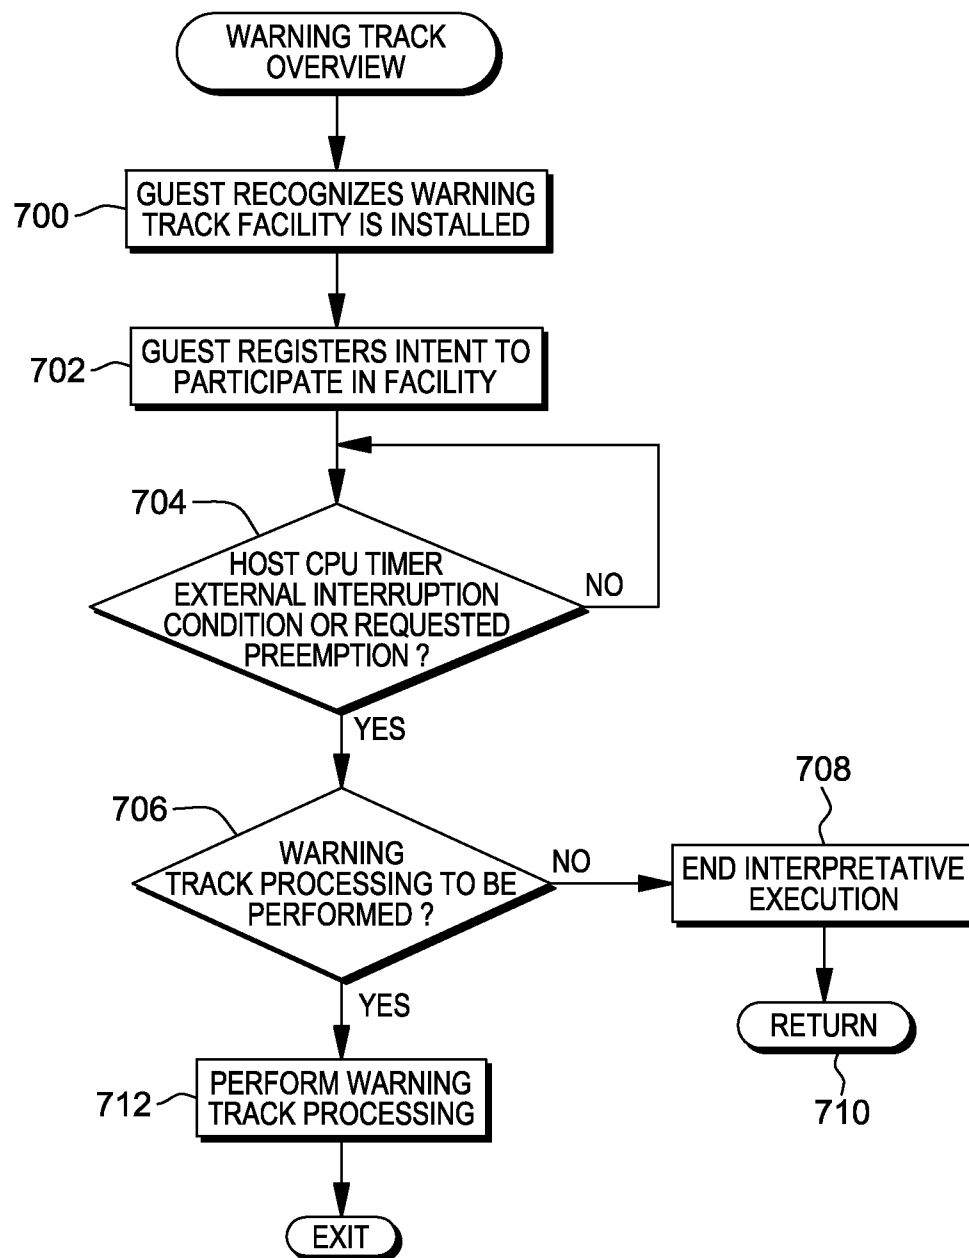 WARNING TRACK
OVERVIEW
700
GUEST RECOGNIZES WARNING
TRACK FACILITY IS INSTALLED
702
GUEST REGISTERS INTENT TO
PARTICIPATE IN FACILITY
704
HOST CPU TIMER
EXTERNAL INTERRUPTION
CONDITION OR REQUESTED
PREEMPTION ?
NO
YES
706
WARNING
TRACK PROCESSING TO BE
PERFORMED ?
NO
708
END INTERPRETATIVE
EXECUTION
YES
RETURN
710
712
PERFORM WARNING
TRACK PROCESSING
EXIT